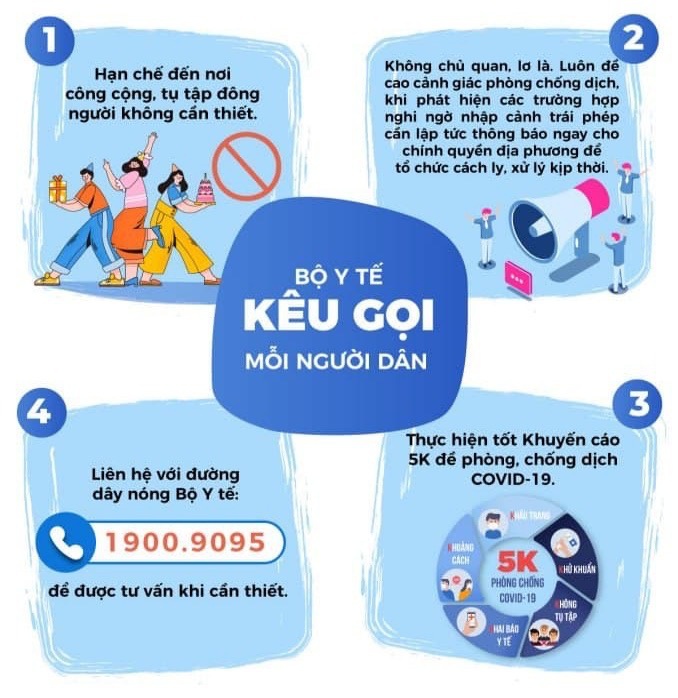 BỘ Y TẾ
KÊU GỌI
MỖI NGƯỜI DÂN
1
Hạn chế đến nơi
công cộng, tụ tập đông
người không cần thiết.
2
Không chủ quan, lơ là. Luôn đề
cao cảnh giác phòng chống dịch,
khi phát hiện các trường hợp
nghi ngờ nhập cảnh trái phép
cần lập tức thông báo ngay cho
chính quyền địa phương để
tổ chức cách ly, xử lý kịp thời.
3
Thực hiện tốt Khuyến cáo
5K để phòng, chống dịch
COVID-19.
5K
PHÒNG CHỐNG
COVID-19
KHẨU TRANG
KHỬ KHUẨN
KHÔNG
TỤ TẬP
KHAI BÁO
Y TẾ
KHOẢNG
CÁCH
4
Liên hệ với đường
dây nóng Bộ Y tế:
1900.9095
để được tư vấn khi cần thiết.